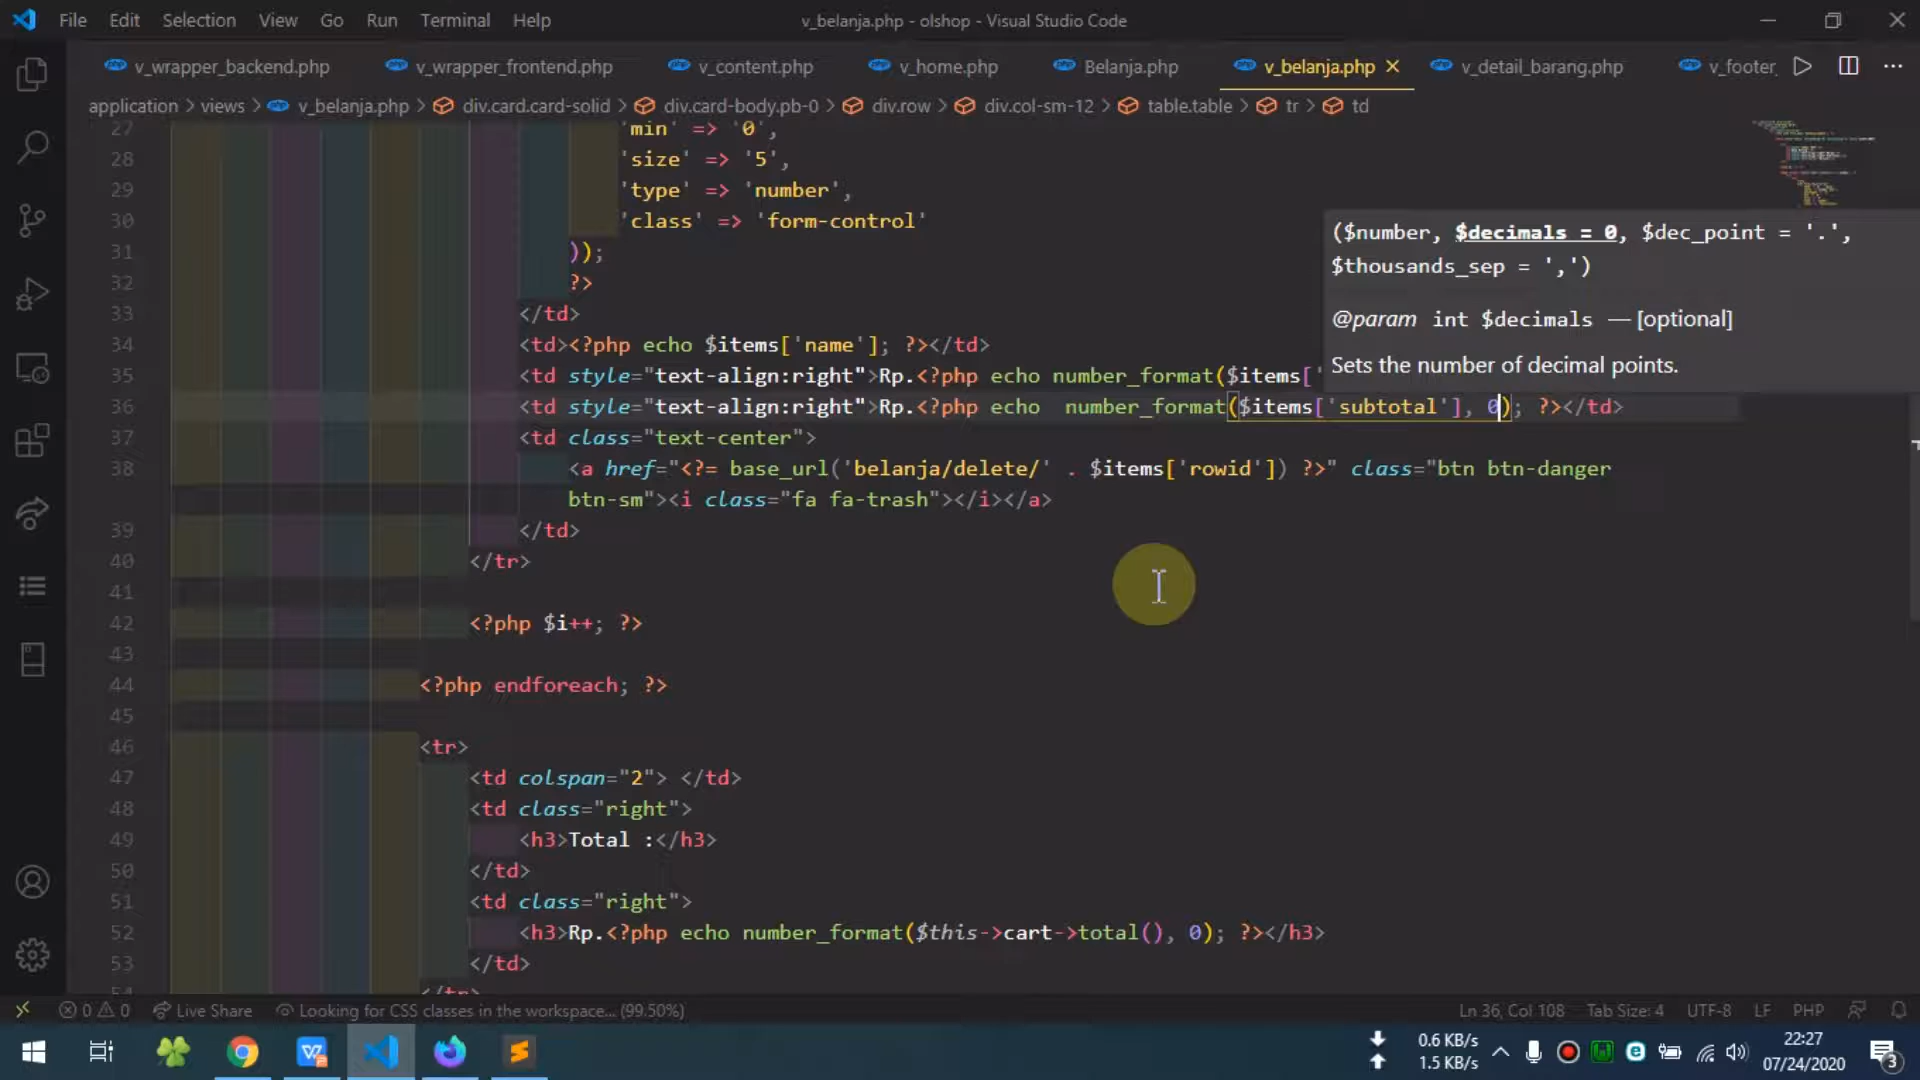 File Edit Selection View Go Run Terminal Help v_belanja.php - olshop - Visual Studio Code
v_wrapper_backend.php v_wrapper_frontend.php v_content.php v_home.php Belanja.php v_belanja.php v_detail_barang.php v_footer
application > views > v_belanja.php > div.card.card-solid > div.card-body.pb-0 > div.row > div.col-sm-12 > table.table > tr > td
27 'min' => '0',
28 'size' => '5',
29 'type' => 'number',
30 'class' => 'form-control'
31 ));
32 ?>
33 </td>
34 <td><?php echo $items['name']; ?></td>
35 <td style="text-align:right">Rp.<?php echo number_format($items['
36 <td style="text-align:right">Rp.<?php echo  number_format($items['subtotal'], 0); ?></td>
37 <td class="text-center">
38 <a href="<?= base_url('belanja/delete/' . $items['rowid']) ?>" class="btn btn-danger
btn-sm"><i class="fa fa-trash"></i></a>
39 </td>
40 </tr>
41
42 <?php $i++; ?>
43
44 <?php endforeach; ?>
45
46 <tr>
47 <td colspan="2"> </td>
48 <td class="right">
49 <h3>Total :</h3>
50 </td>
51 <td class="right">
52 <h3>Rp.<?php echo number_format($this->cart->total(), 0); ?></h3>
53 </td>
54 </tr>
($number, $decimals = 0, $dec_point = '.',
$thousands_sep = ',')
@param int $decimals — [optional]
Sets the number of decimal points.
0 0 Live Share Looking for CSS classes in the workspace... (99.50%) Ln 36, Col 108 Tab Size: 4 UTF-8 LF PHP
0.6 KB/s
1.5 KB/s
22:27
07/24/2020
3